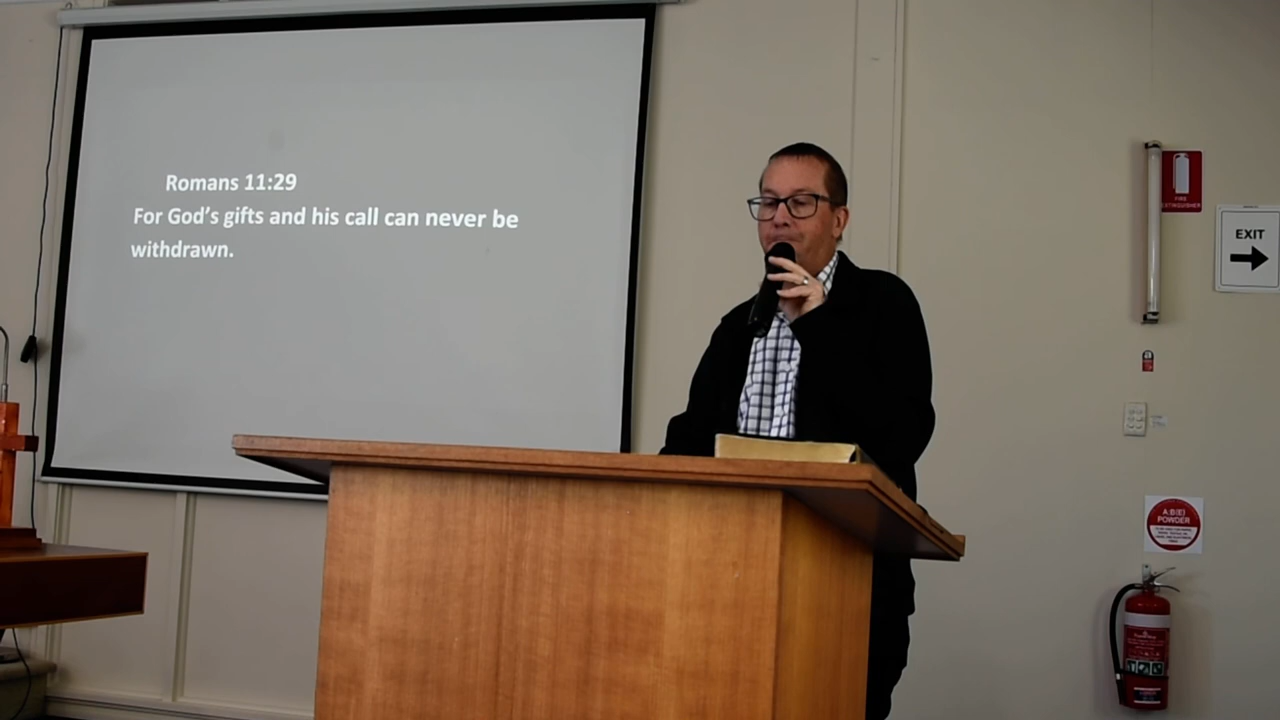 Romans 11:29
For God's gifts and his call can never be
withdrawn.
FIRE
EXTINGUISHER
EXIT
A:B(E)
POWDER